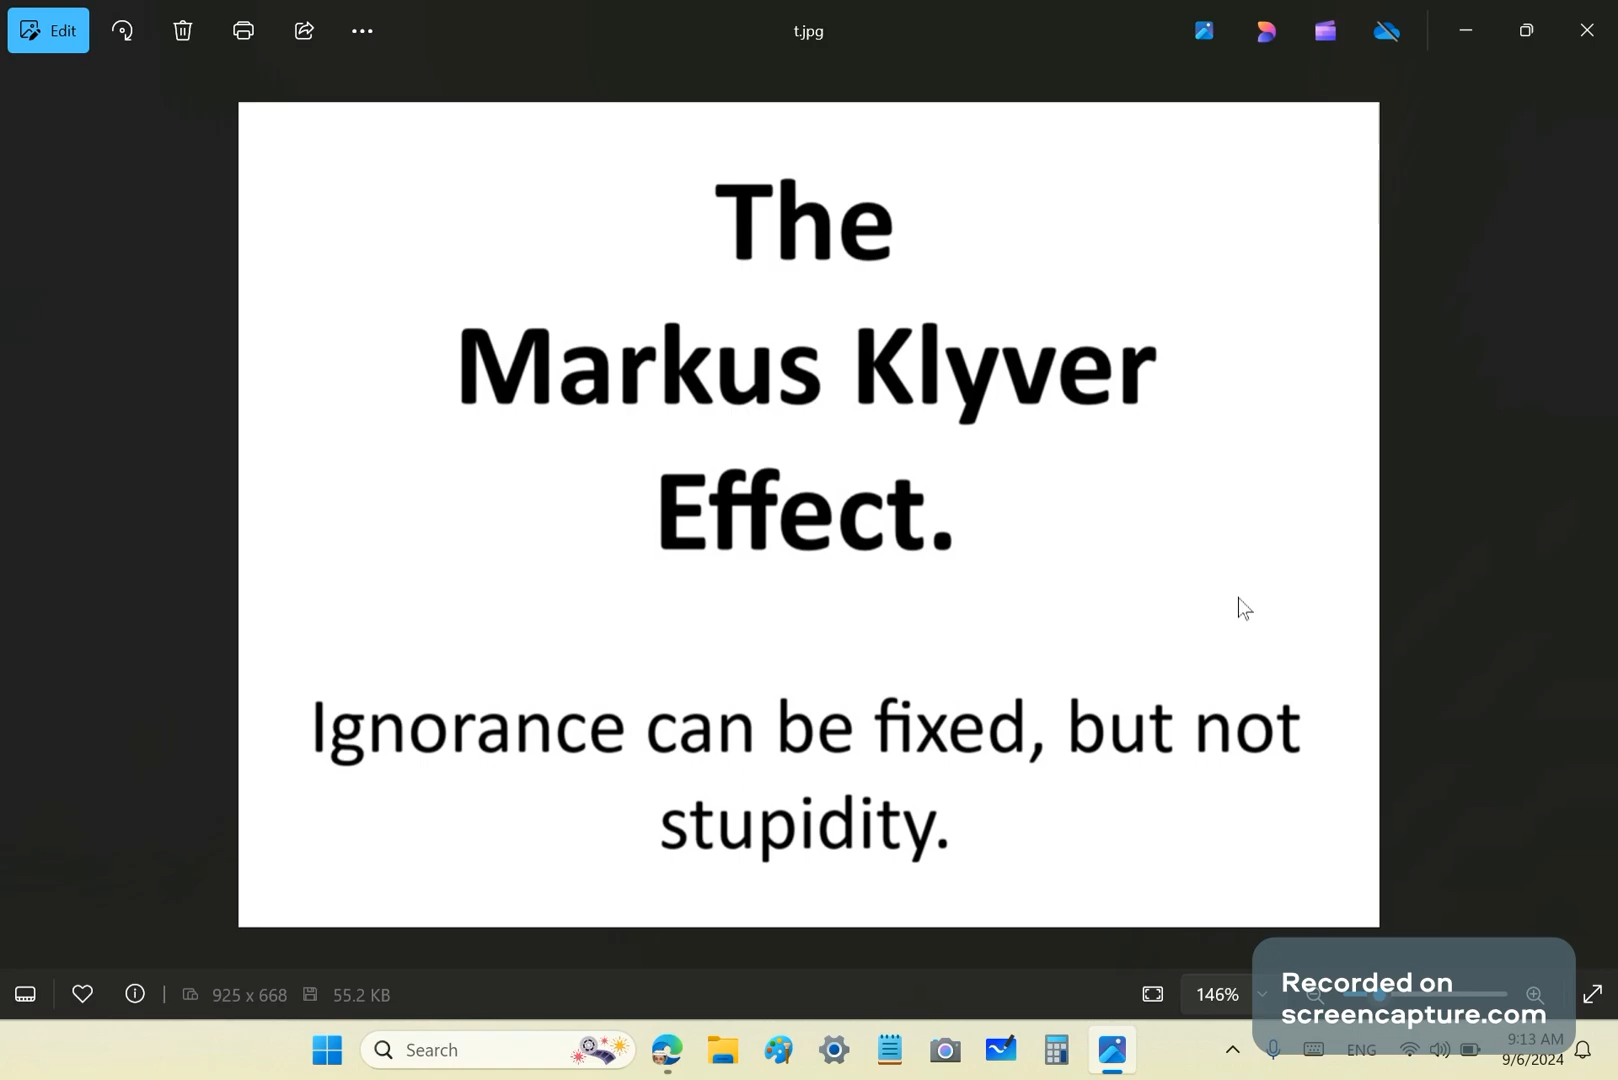 Edit
t.jpg
The
Markus Klyver
Effect.
Ignorance can be fixed, but not
stupidity.
925 x 668
55.2 KB
146%
Recorded on
screencapture.com
Search
ENG
9:13 AM
9/6/2024